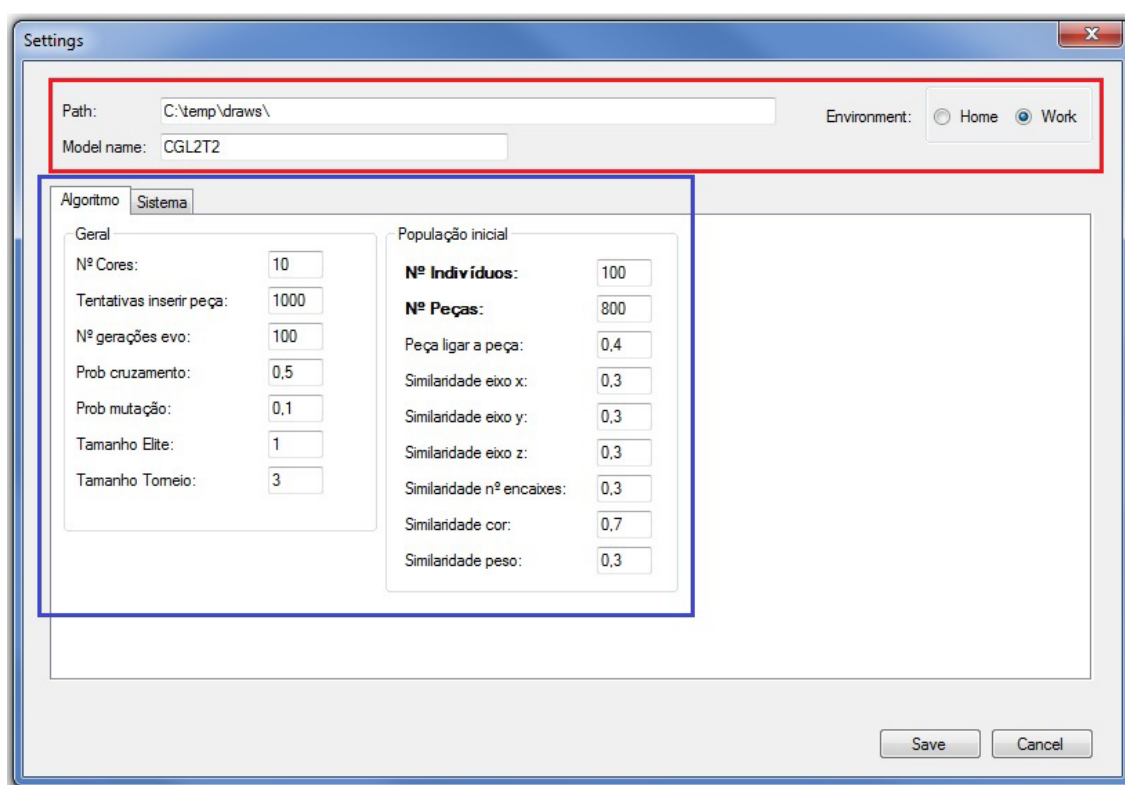 Settings
Path: C:\temp\draws\ Environment: Home Work
Model name: CGL2T2
Algoritmo Sistema
Geral
Nº Cores: 10
Tentativas inserir peça: 1000
Nº gerações evo: 100
Prob cruzamento: 0,5
Prob mutação: 0,1
Tamanho Elite: 1
Tamanho Torneio: 3
População inicial
Nº Indivíduos: 100
Nº Peças: 800
Peça ligar a peça: 0,4
Similaridade eixo x: 0,3
Similaridade eixo y: 0,3
Similaridade eixo z: 0,3
Similaridade nº encaixes: 0,3
Similaridade cor: 0,7
Similaridade peso: 0,3
Save Cancel